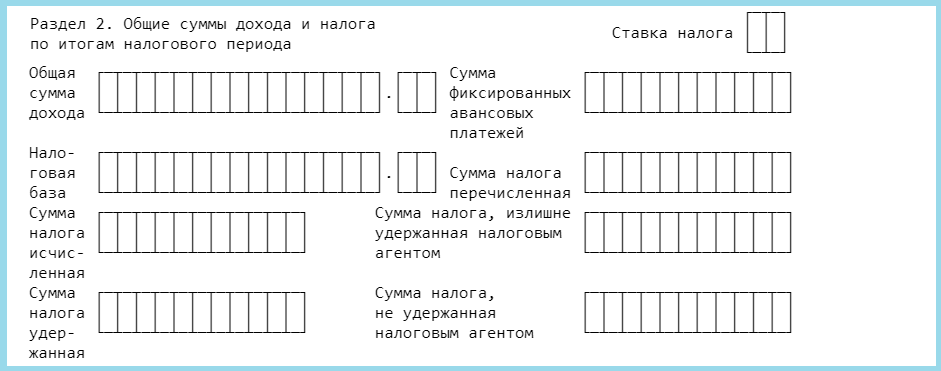 Раздел 2. Общие суммы дохода и налога
по итогам налогового периода
Ставка налога
Общая
сумма
дохода
.
Сумма
фиксированных
авансовых
платежей
Нало-
говая
база
.
Сумма налога
перечисленная
Сумма
налога
исчис-
ленная
Сумма налога, излишне
удержанная налоговым
агентом
Сумма
налога
удер-
жанная
Сумма налога,
не удержанная
налоговым агентом